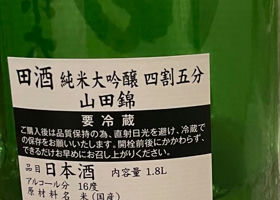 田酒 純米大吟醸 四割五分
山田錦
要冷蔵
ご購入後は品質保持の為、直射日光を避け、冷蔵で
の保存をお願いいたします。開栓前後にかかわらず、
できるだけお早めにお召し上がりください。
品目 日本酒 内容量 1.8L
アルコール分 16度
原材料名 米(国産)